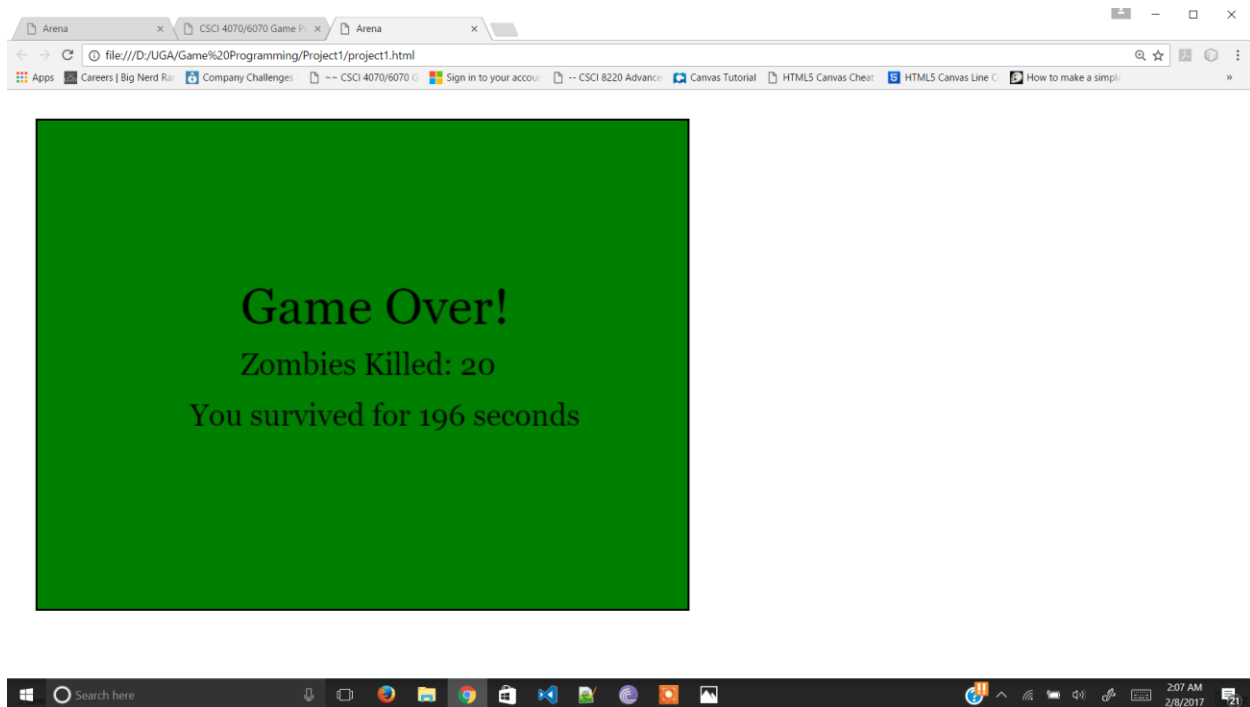 Arena
CSCI 4070/6070 Game Pr
Arena
file:///D:/UGA/Game%20Programming/Project1/project1.html
Apps
Careers | Big Nerd Ra
Company Challenges
~~ CSCI 4070/6070 G
Sign in to your accou
-- CSCI 8220 Advance
Canvas Tutorial
HTML5 Canvas Cheat
HTML5 Canvas Line C
How to make a simple
Game Over!
Zombies Killed: 20
You survived for 196 seconds
Search here
2:07 AM
2/8/2017
21